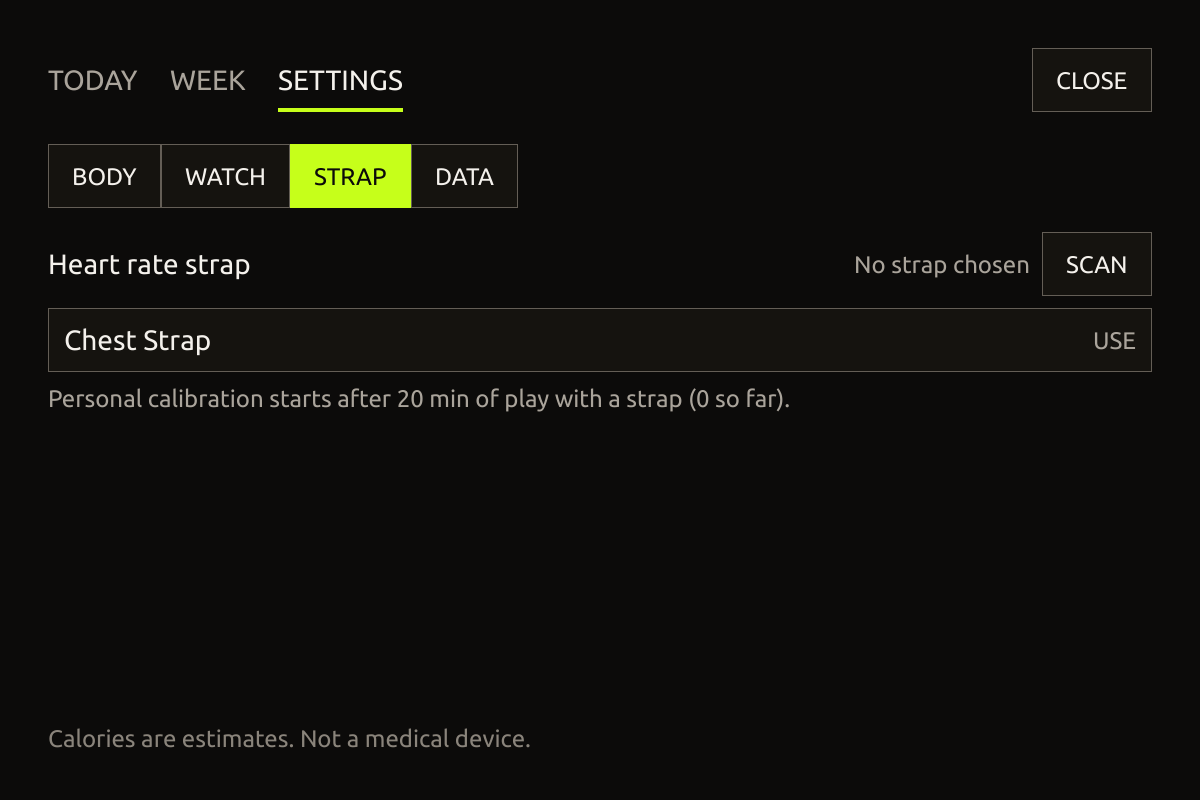 TODAY WEEK SETTINGS CLOSE
BODY WATCH STRAP DATA
Heart rate strap No strap chosen SCAN
Chest Strap USE
Personal calibration starts after 20 min of play with a strap (0 so far).
Calories are estimates. Not a medical device.